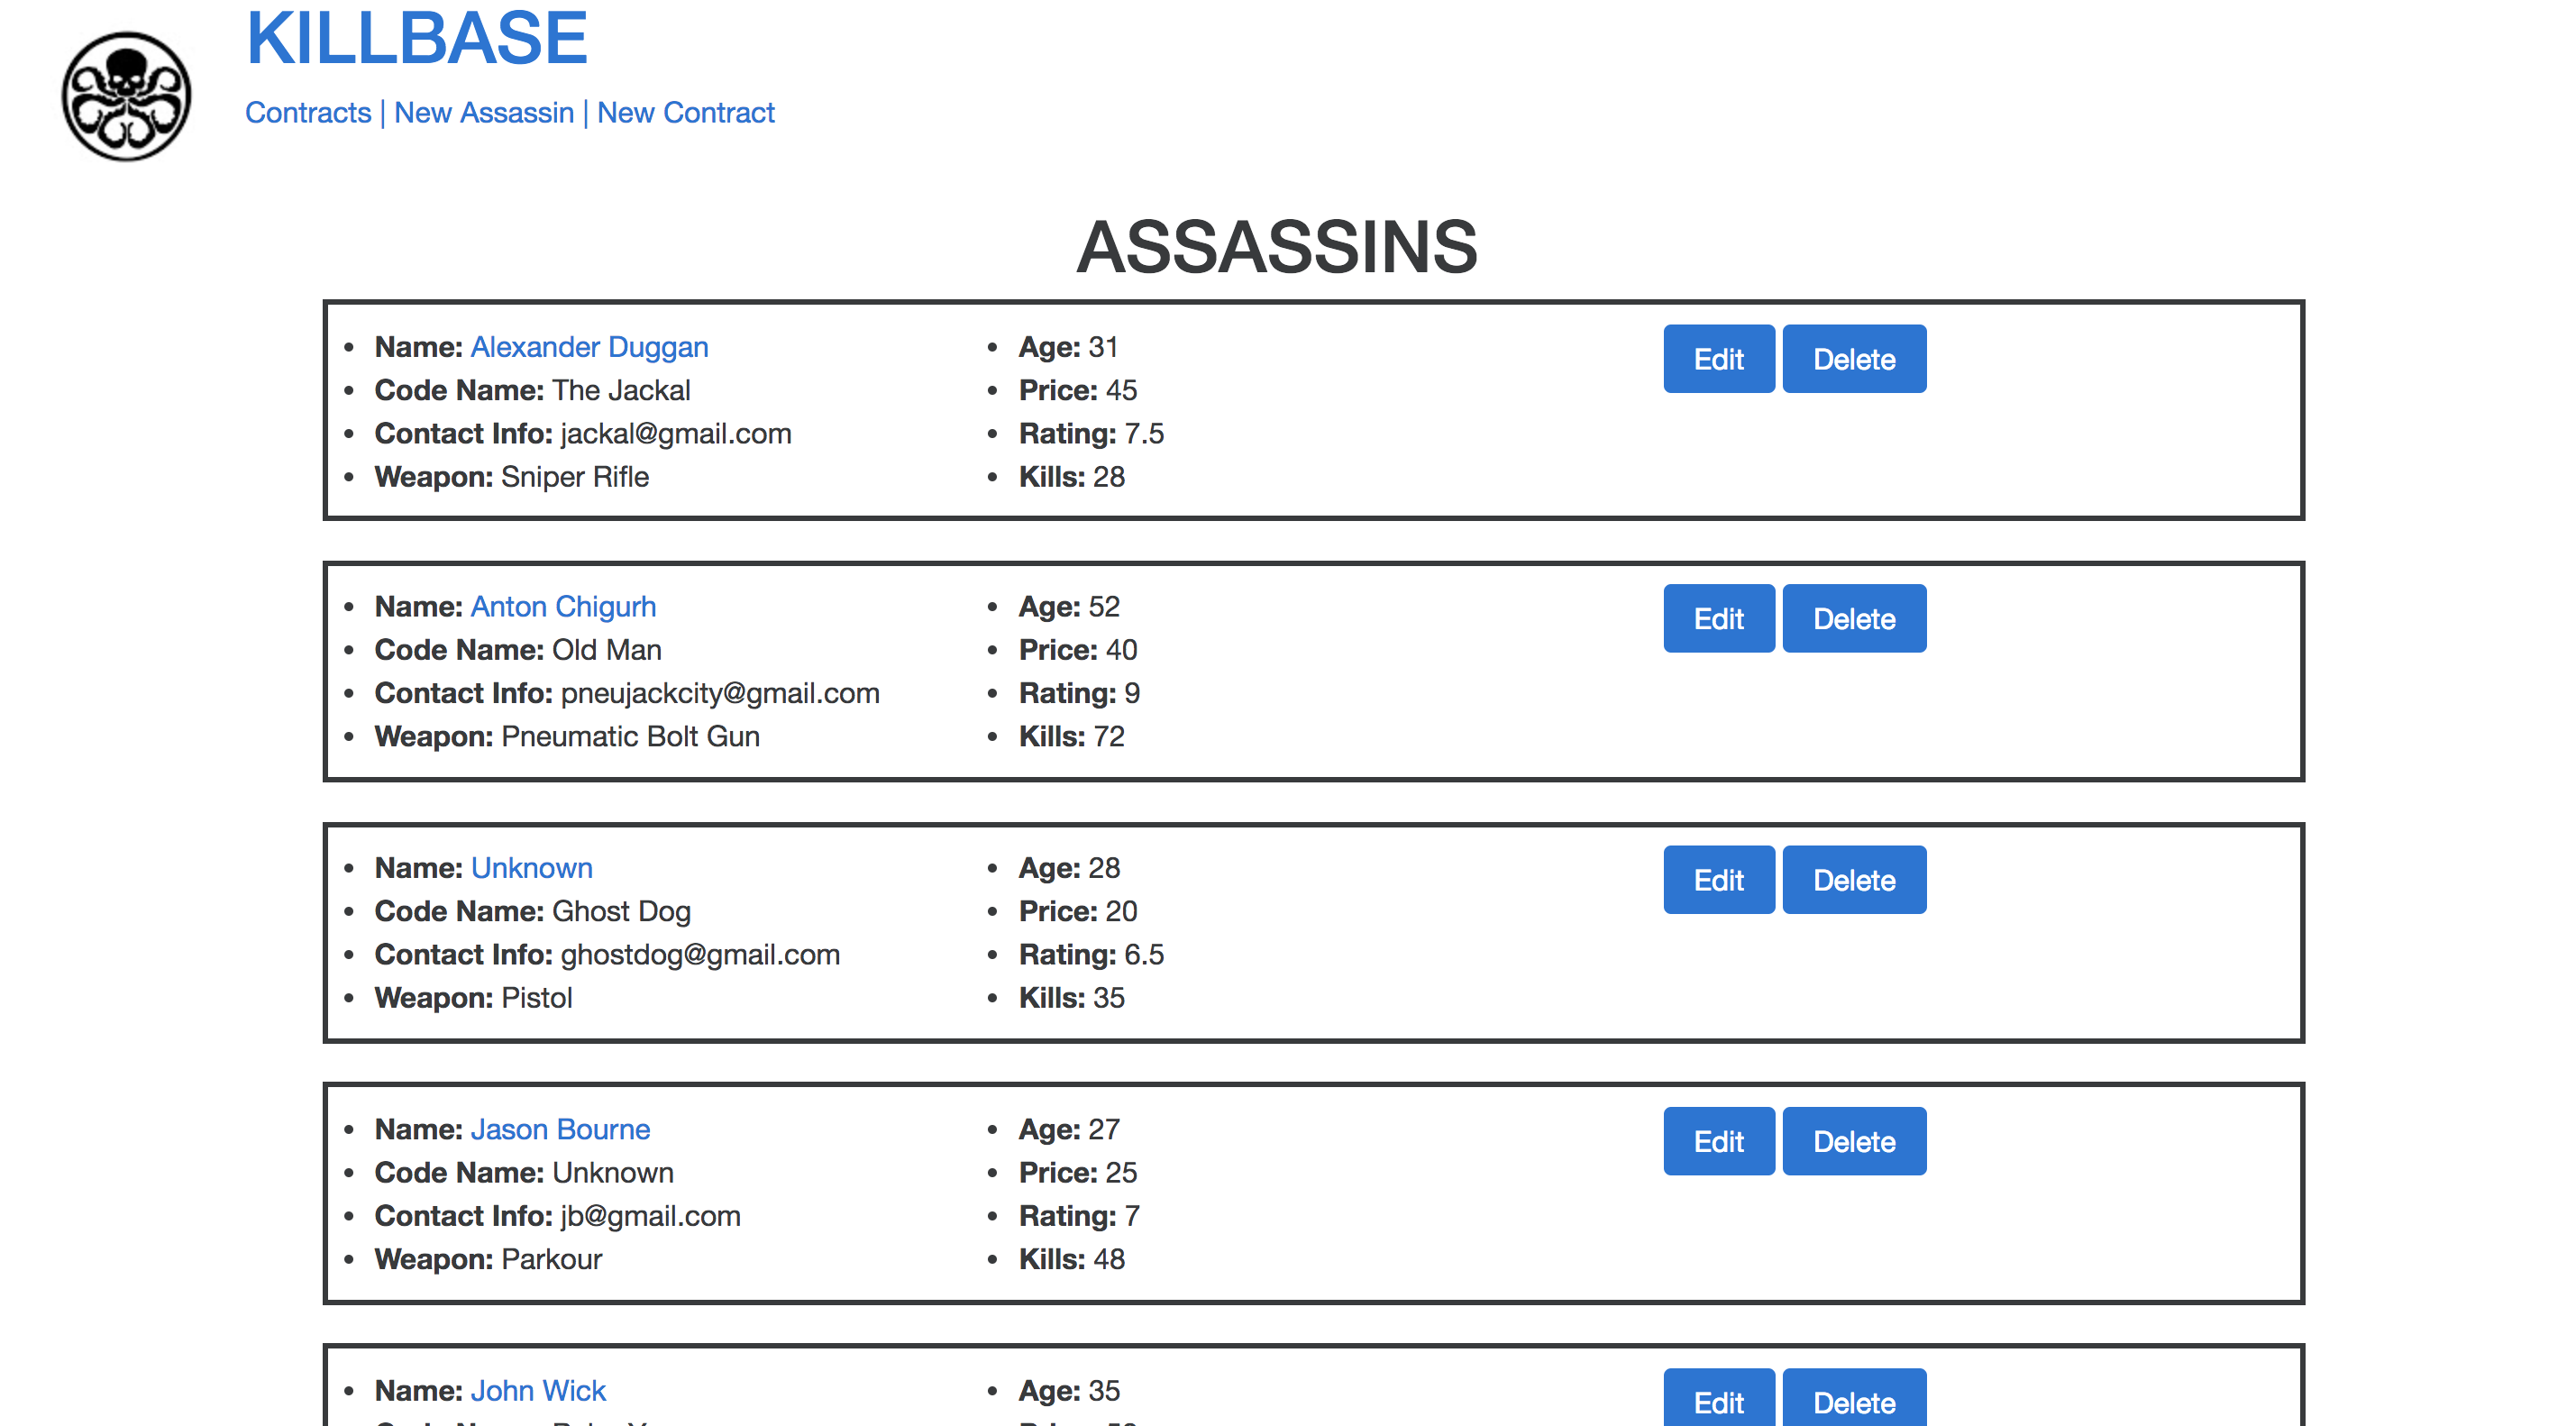 KILLBASE
Contracts | New Assassin | New Contract
ASSASSINS
Name: Alexander Duggan
Code Name: The Jackal
Contact Info: jackal@gmail.com
Weapon: Sniper Rifle
Age: 31
Price: 45
Rating: 7.5
Kills: 28
Edit Delete
Name: Anton Chigurh
Code Name: Old Man
Contact Info: pneujackcity@gmail.com
Weapon: Pneumatic Bolt Gun
Age: 52
Price: 40
Rating: 9
Kills: 72
Edit Delete
Name: Unknown
Code Name: Ghost Dog
Contact Info: ghostdog@gmail.com
Weapon: Pistol
Age: 28
Price: 20
Rating: 6.5
Kills: 35
Edit Delete
Name: Jason Bourne
Code Name: Unknown
Contact Info: jb@gmail.com
Weapon: Parkour
Age: 27
Price: 25
Rating: 7
Kills: 48
Edit Delete
Name: John Wick
Age: 35
Edit Delete